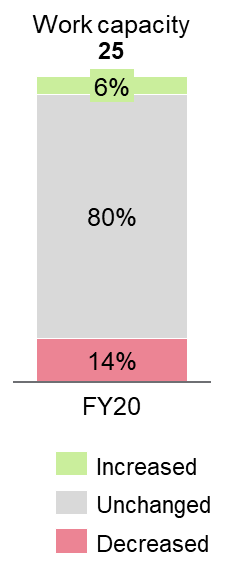 Work capacity
25
6%
80%
14%
FY20
Increased
Unchanged
Decreased